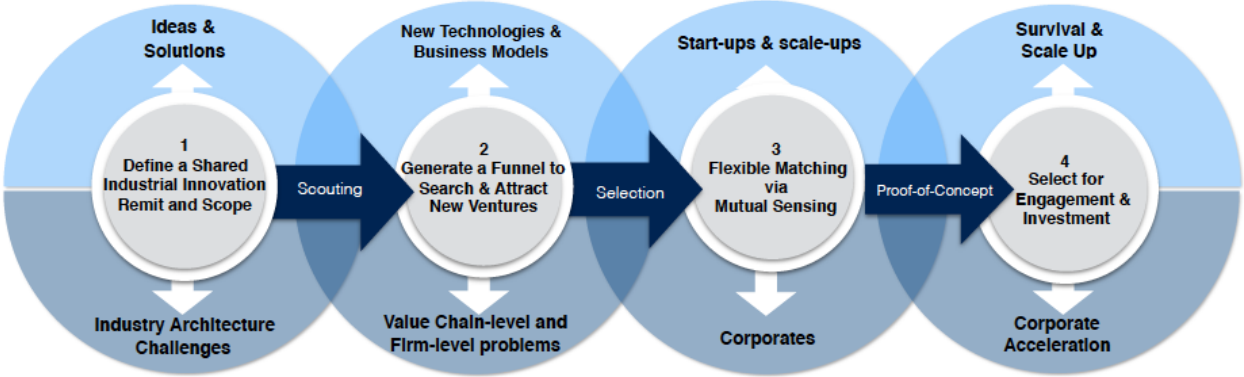 Ideas &
Solutions
1
Define a Shared
Industrial Innovation
Remit and Scope
Industry Architecture
Challenges
Scouting
New Technologies &
Business Models
2
Generate a Funnel to
Search & Attract
New Ventures
Value Chain-level and
Firm-level problems
Selection
Start-ups & scale-ups
3
Flexible Matching
via
Mutual Sensing
Corporates
Proof-of-Concept
Survival &
Scale Up
4
Select for
Engagement &
Investment
Corporate
Acceleration